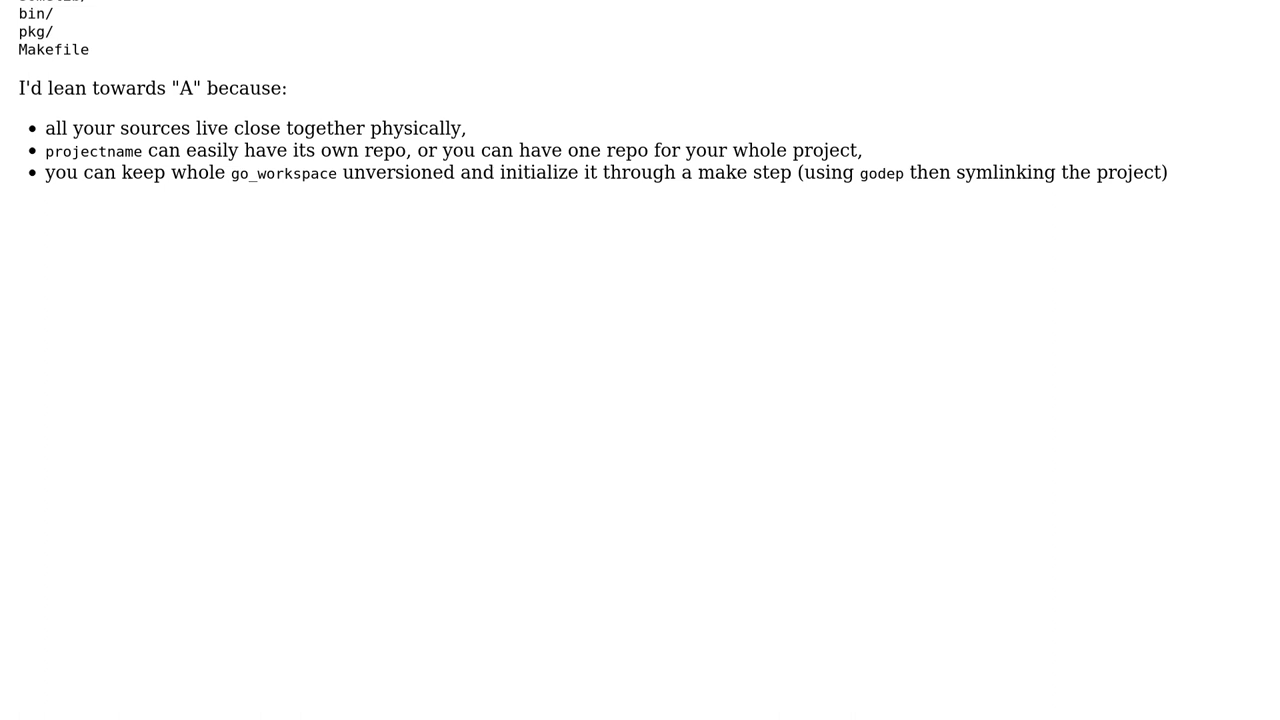 bin/
pkg/
Makefile
I'd lean towards "A" because:
• all your sources live close together physically,
• projectname can easily have its own repo, or you can have one repo for your whole project,
• you can keep whole go_workspace unversioned and initialize it through a make step (using godep then symlinking the project)